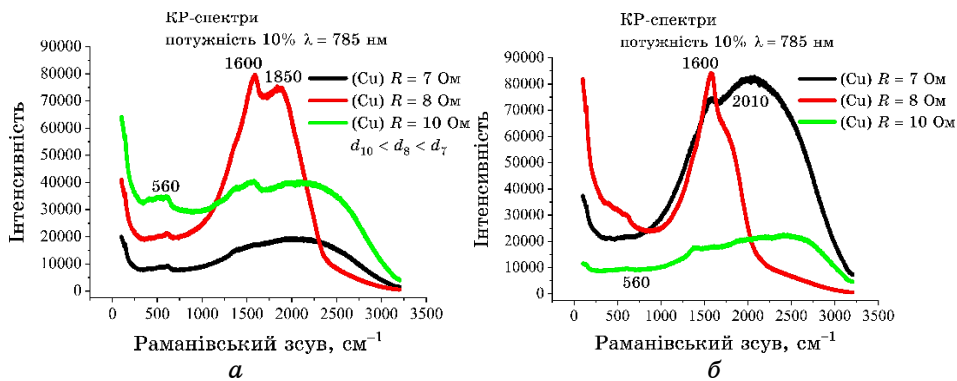 КР-спектри
потужність 10% λ = 785 нм
90000
80000
70000
60000
50000
40000
30000
20000
10000
0
Інтенсивність
1600
1850
560
(Cu) R = 7 Ом
(Cu) R = 8 Ом
(Cu) R = 10 Ом
d10 < d8 < d7
0 500 1000 1500 2000 2500 3000 3500
Раманівський зсув, см⁻¹
а
КР-спектри
потужність 10% λ = 785 нм
90000
80000
70000
60000
50000
40000
30000
20000
10000
0
Інтенсивність
1600
2010
560
(Cu) R = 7 Ом
(Cu) R = 8 Ом
(Cu) R = 10 Ом
0 500 1000 1500 2000 2500 3000 3500
Раманівський зсув, см⁻¹
б